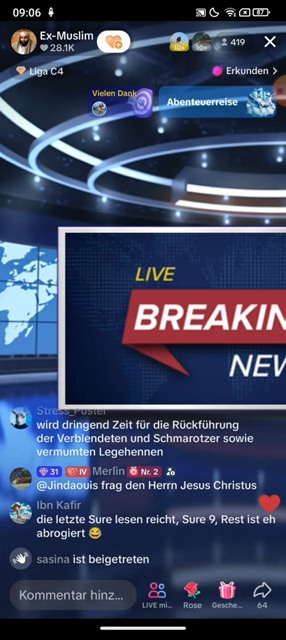 09:06
87
Ex-Muslim
28.1K
10+
10+
419
Liga C4
Erkunden
Vielen Dank
Abenteuerreise
LIVE
BREAKIN
NEW
Stress_Poster
wird dringend Zeit für die Rückführung
der Verblendeten und Schmarotzer sowie
vermumten Legehennen
31 IV Merlin Nr. 2
@Jindaouis frag den Herrn Jesus Christus
Ibn Kafir
die letzte Sure lesen reicht, Sure 9, Rest ist eh
abrogiert 😂
sasina ist beigetreten
Kommentar hinz...
LIVE mi...
Rose
Gesche...
64